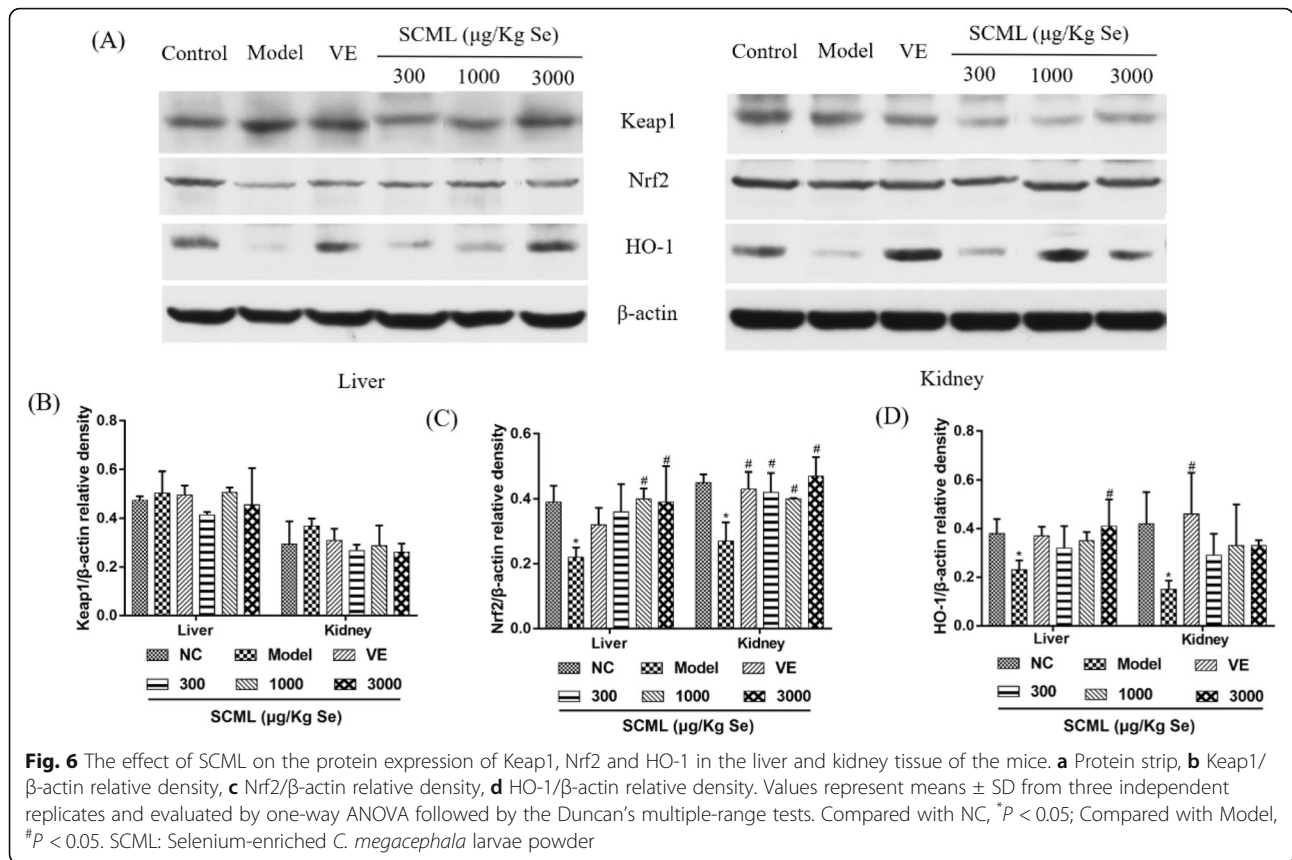 (A)
SCML (μg/Kg Se)
SCML (μg/Kg Se)
Control Model VE 300 1000 3000
Control Model VE 300 1000 3000
Keap1
Nrf2
HO-1
β-actin
Liver
Kidney
(B)
Keap1/β-actin relative density
0.8
0.6
0.4
0.2
0.0
Liver Kidney
NC Model VE
300 1000 3000
SCML (μg/Kg Se)
(C)
Nrf2/β-actin relative density
0.6
0.4
0.2
0.0
* # # * # # # #
Liver Kidney
NC Model VE
300 1000 3000
SCML (μg/Kg Se)
(D)
HO-1/β-actin relative density
0.8
0.6
0.4
0.2
0.0
* # * #
Liver Kidney
NC Model VE
300 1000 3000
SCML (μg/Kg Se)
Fig. 6 The effect of SCML on the protein expression of Keap1, Nrf2 and HO-1 in the liver and kidney tissue of the mice. a Protein strip, b Keap1/
β-actin relative density, c Nrf2/β-actin relative density, d HO-1/β-actin relative density. Values represent means ± SD from three independent
replicates and evaluated by one-way ANOVA followed by the Duncan's multiple-range tests. Compared with NC, *P < 0.05; Compared with Model,
#P < 0.05. SCML: Selenium-enriched C. megacephala larvae powder